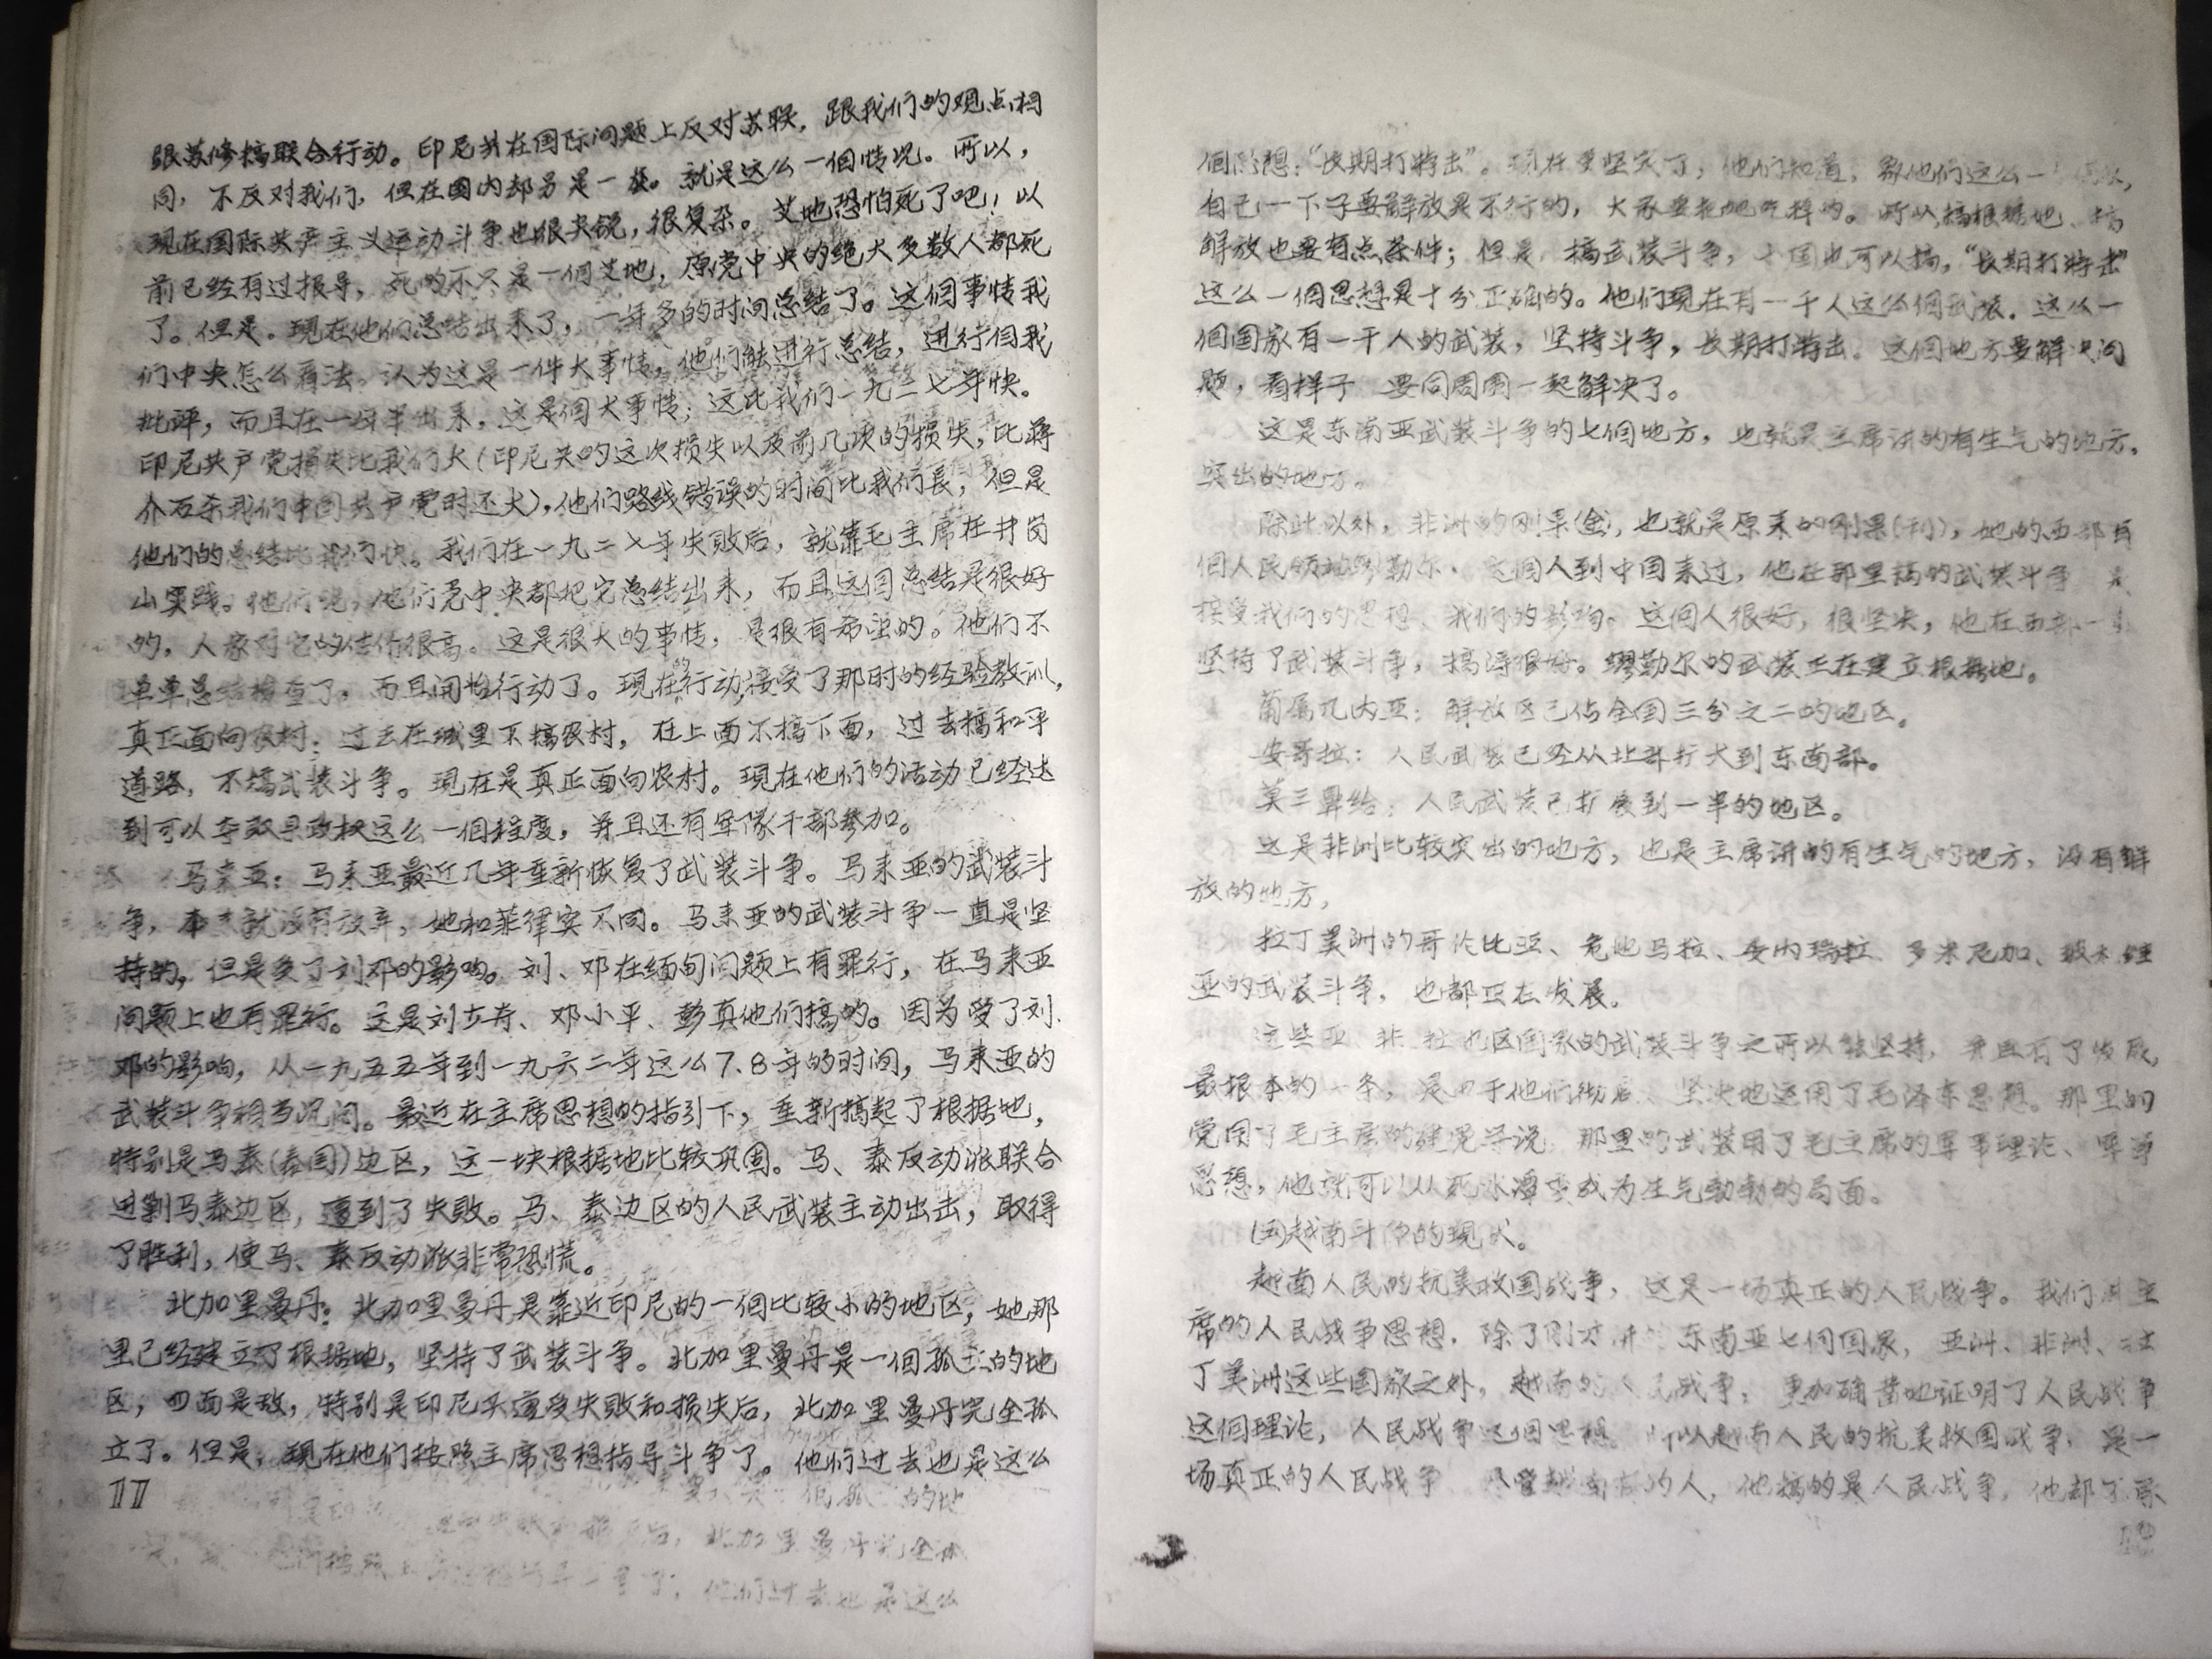 跟苏修搞联合行动。印尼共在国际问题上反对苏联，跟我们的观点相
同，不反对我们，但在国内却另是一套。就是这么一個情况。所以，
现在国际共产主义运动斗争也很尖锐，很复杂。艾地恐怕死了吧！以
前已经有过报导，死的不只是一個艾地，原党中央的绝大多数人都死
了。但是。现在他们总结出来了，一年多的时间总结了。这個事情我
们中央怎么看法。认为这是一件大事情，他们能进行总结，进行自我
批评，而且在一年半出来，这是個大事情；这比我们一九二七年快。
印尼共产党损失比我们大（印尼共的这次损失以及前几次的损失，比蒋
介石杀我们中国共产党时还大），他们路线错误的时间比我们长，但是
他们的总结比我们快。我们在一九二七年失败后，就靠毛主席在井岗
山实践。他们呢，他们党中央都把它总结出来，而且这個总结是很好
的，人家对它的估价很高。这是很大的事情，是很有希望的。他们不
单单总结检查了，而且开始行动了。现在的行动，接受了那时的经验教训，
真正面向农村；过去在城里不搞农村，在上面不搞下面，过去搞和平
道路，不搞武装斗争。现在是真正面向农村。现在他们的活动已经达
到可以夺取县政权这么一個程度，并且还有军队干部参加。
马来亚：马来亚最近几年重新恢复了武装斗争。马来亚的武装斗
争，本来就没有放弃，她和菲律宾不同。马来亚的武装斗争一直是坚
持的，但是受了刘邓的影响。刘、邓在缅甸问题上有罪行，在马来亚
问题上也有罪行。这是刘少奇、邓小平、彭真他们搞的。因为受了刘、
邓的影响，从一九五五年到一九六二年这么7.8年的时间，马来亚的
武装斗争相当沉闷。最近在主席思想的指引下，重新搞起了根据地，
特别是马泰（泰国）边区，这一块根据地比较巩固。马、泰反动派联合
进剿马泰边区，遭到了失败。马、泰边区的人民武装主动出击，取得
了胜利，使马、泰反动派非常恐慌。
北加里曼丹：北加里曼丹是靠近印尼的一個比较小的地区，她那
里已经建立了根据地，坚持了武装斗争。北加里曼丹是一個孤立的地
区，四面是敌，特别是印尼共遭受失败和损失后，北加里曼丹完全孤
立了。但是，现在他们按照主席思想指导斗争了。他们过去也是这么
17
個思想：“长期打游击”。现在更坚定了，他们知道，象他们这么一
自己一下子要解放是不行的，大家要把他吃掉的。所以搞根据地、搞
解放也要有点条件；但是，搞武装斗争，小国也可以搞，“长期打游击”
这么一個思想是十分正确的。他们现在有一千人这么個武装。这么一
個国家有一千人的武装，坚持斗争，长期打游击。这個地方要解决问
题，看样子 要同周围一起解决了。
这是东南亚武装斗争的七個地方，也就是主席讲的有生气的地方，
突出的地方。
除此以外，非洲的刚果（金），也就是原来的刚果（利），她的西部有
個人民领袖缪勒尔。这個人到中国来过，他在那里搞的武装斗争 是
接受我们的思想、我们的影响。这個人很好，很坚决，他在西部一直
坚持了武装斗争，搞得很好。缪勒尔的武装正在建立根据地。
葡属几内亚：解放区已佔全国三分之二的地区。
安哥拉：人民武装已经从北部扩大到东南部。
莫三鼻给：人民武装已扩展到一半的地区。
这是非洲比较突出的地方，也是主席讲的有生气的地方，没有解
放的地方，
拉丁美洲的哥伦比亚、危地马拉、委内瑞拉、多米尼加、玻利维
亚的武装斗争，也都正在发展。
这些亚、非、拉地区国家的武装斗争之所以能坚持，并且有了发展，
最根本的一条，是由于他们彻底、坚决地运用了毛泽东思想。那里的
党用了毛主席的建党学说，那里的武装用了毛主席的军事理论、军事
思想，他就可以从死水潭变成为生气勃勃的局面。
（五）越南斗争的现状。
越南人民的抗美救国战争，这是一场真正的人民战争。我们讲主
席的人民战争思想，除了刚才讲的东南亚七個国家，亚洲、非洲、拉
丁美洲这些国家之外，越南的人民战争，更加确凿地证明了人民战争
这個理论，人民战争这個思想。所以越南人民的抗美救国战争，是一
场真正的人民战争 尽管越南的人，他搞的是人民战争，他却不承